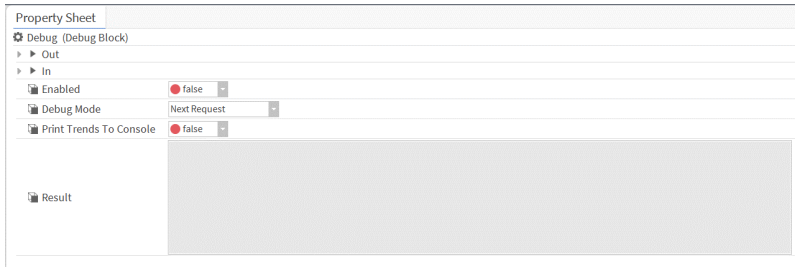 Property Sheet
Debug (Debug Block)
Out
In
Enabled false
Debug Mode Next Request
Print Trends To Console false
Result